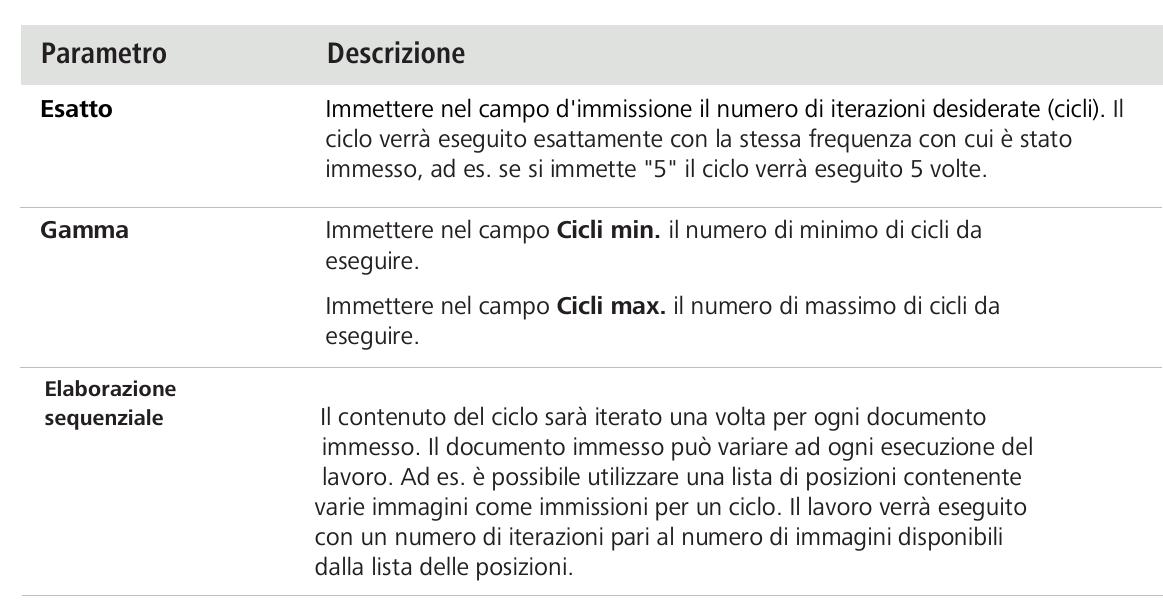 Parametro Descrizione
Esatto Immettere nel campo d'immissione il numero di iterazioni desiderate (cicli). Il
ciclo verrà eseguito esattamente con la stessa frequenza con cui è stato
immesso, ad es. se si immette "5" il ciclo verrà eseguito 5 volte.
Gamma Immettere nel campo Cicli min. il numero di minimo di cicli da
eseguire.
Immettere nel campo Cicli max. il numero di massimo di cicli da
eseguire.
Elaborazione
sequenziale Il contenuto del ciclo sarà iterato una volta per ogni documento
immesso. Il documento immesso può variare ad ogni esecuzione del
lavoro. Ad es. è possibile utilizzare una lista di posizioni contenente
varie immagini come immissioni per un ciclo. Il lavoro verrà eseguito
con un numero di iterazioni pari al numero di immagini disponibili
dalla lista delle posizioni.